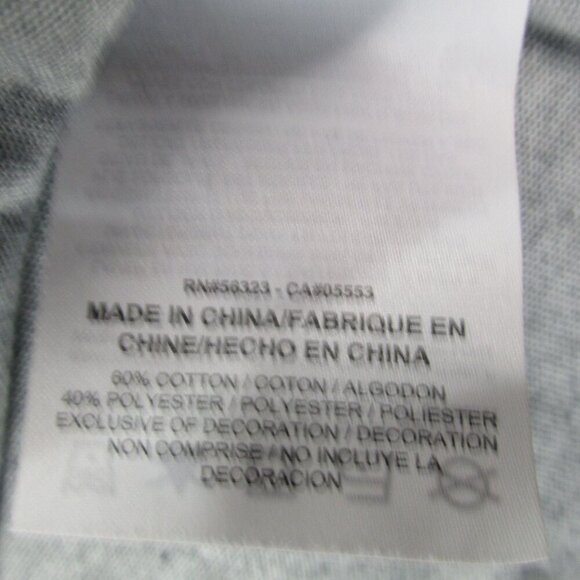 RN#56323 - CA#05553
MADE IN CHINA/FABRIQUE EN
CHINE/HECHO EN CHINA
60% COTTON / COTON / ALGODON
40% POLYESTER / POLYESTER / POLIESTER
EXCLUSIVE OF DECORATION / DECORATION
NON COMPRISE / NO INCLUYE LA
DECORACION